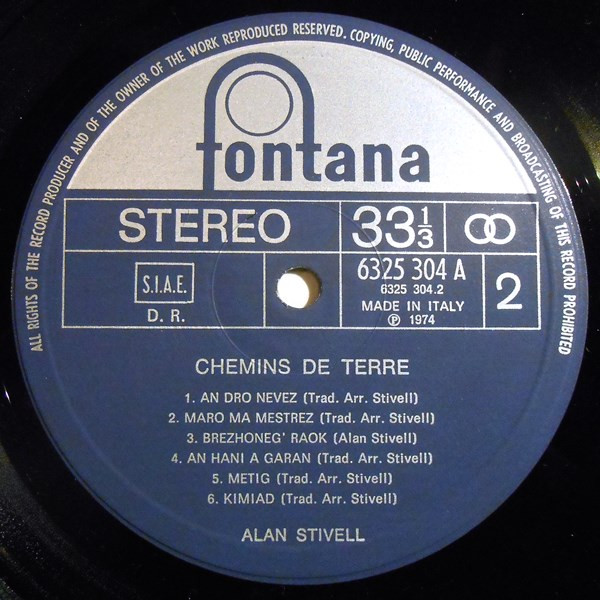 ALL RIGHTS OF THE RECORD PRODUCER AND OF THE OWNER OF THE WORK REPRODUCED RESERVED. COPYING, PUBLIC PERFORMANCE AND BROADCASTING OF THIS RECORD PROHIBITED
fontana
STEREO 33⅓
S.I.A.E.
D. R.
6325 304 A
6325 304.2
MADE IN ITALY
℗ 1974
2
CHEMINS DE TERRE
1. AN DRO NEVEZ (Trad. Arr. Stivell)
2. MARO MA MESTREZ (Trad. Arr. Stivell)
3. BREZHONEG' RAOK (Alan Stivell)
4. AN HANI A GARAN (Trad. Arr. Stivell)
5. METIG (Trad. Arr. Stivell)
6. KIMIAD (Trad. Arr. Stivell)
ALAN STIVELL